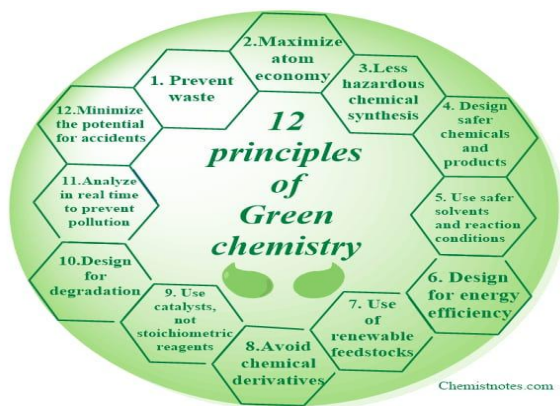 12
principles
of
Green
chemistry
1. Prevent
waste
2.Maximize
atom
economy
3.Less
hazardous
chemical
synthesis
4. Design
safer
chemicals
and
products
5. Use safer
solvents
and reaction
conditions
6. Design
for energy
efficiency
7. Use
of
renewable
feedstocks
8.Avoid
chemical
derivatives
9. Use
catalysts,
not
stoichiometric
reagents
10.Design
for
degradation
11.Analyze
in real time
to prevent
pollution
12.Minimize
the potential
for accidents
Chemistnotes.com